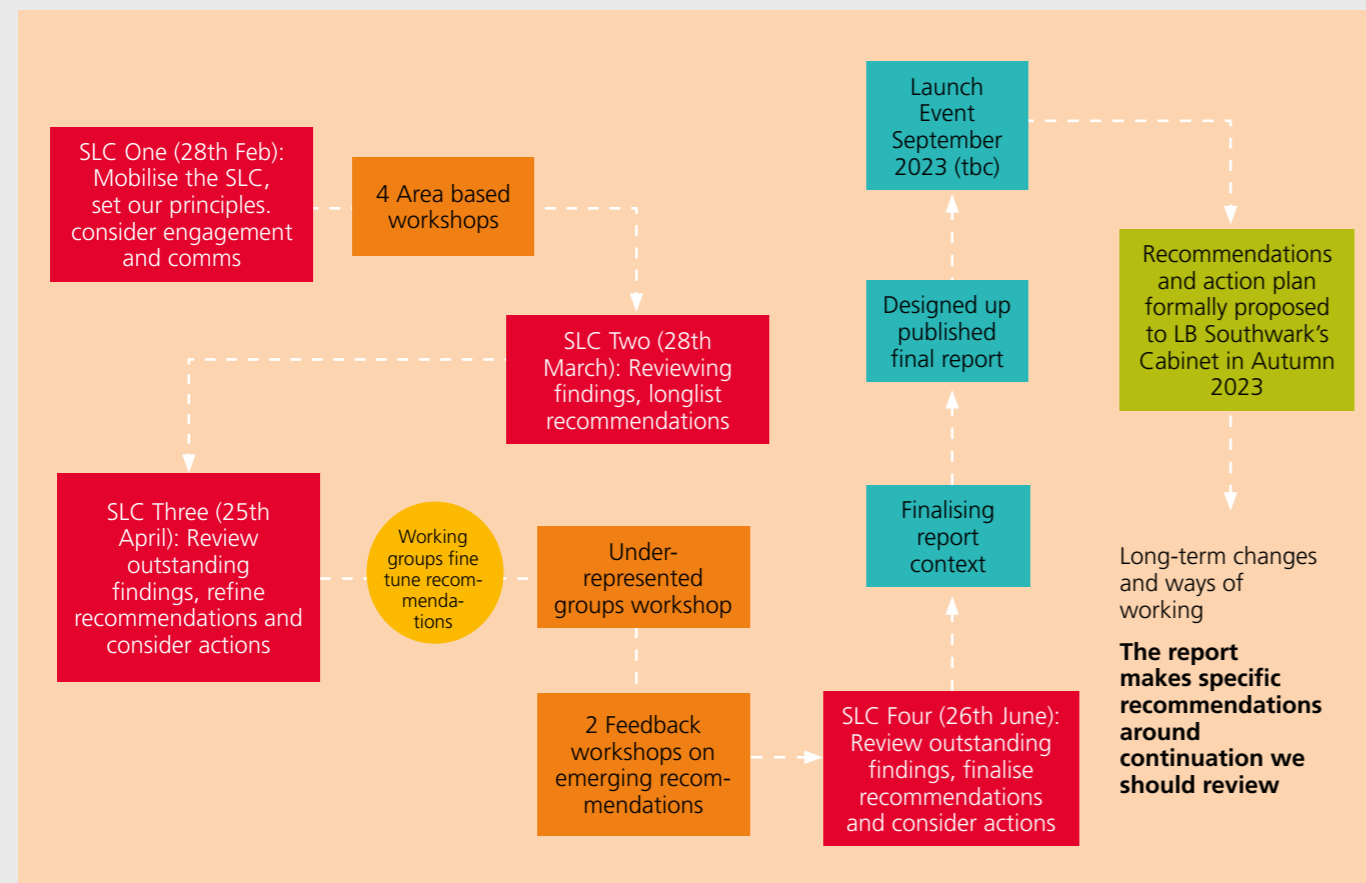 SLC One (28th Feb):
Mobilise the SLC,
set our principles.
consider engagement
and comms
4 Area based
workshops
SLC Two (28th
March): Reviewing
findings, longlist
recommendations
SLC Three (25th
April): Review
outstanding
findings, refine
recommendations and
consider actions
Working
groups fine
tune recom-
menda-
tions
Under-
represented
groups workshop
2 Feedback
workshops on
emerging recom-
mendations
SLC Four (26th June):
Review outstanding
findings, finalise
recommendations
and consider actions
Finalising
report
context
Designed up
published
final report
Launch
Event
September
2023 (tbc)
Recommendations
and action plan
formally proposed
to LB Southwark's
Cabinet in Autumn
2023
Long-term changes
and ways of
working
The report
makes specific
recommendations
around
continuation we
should review